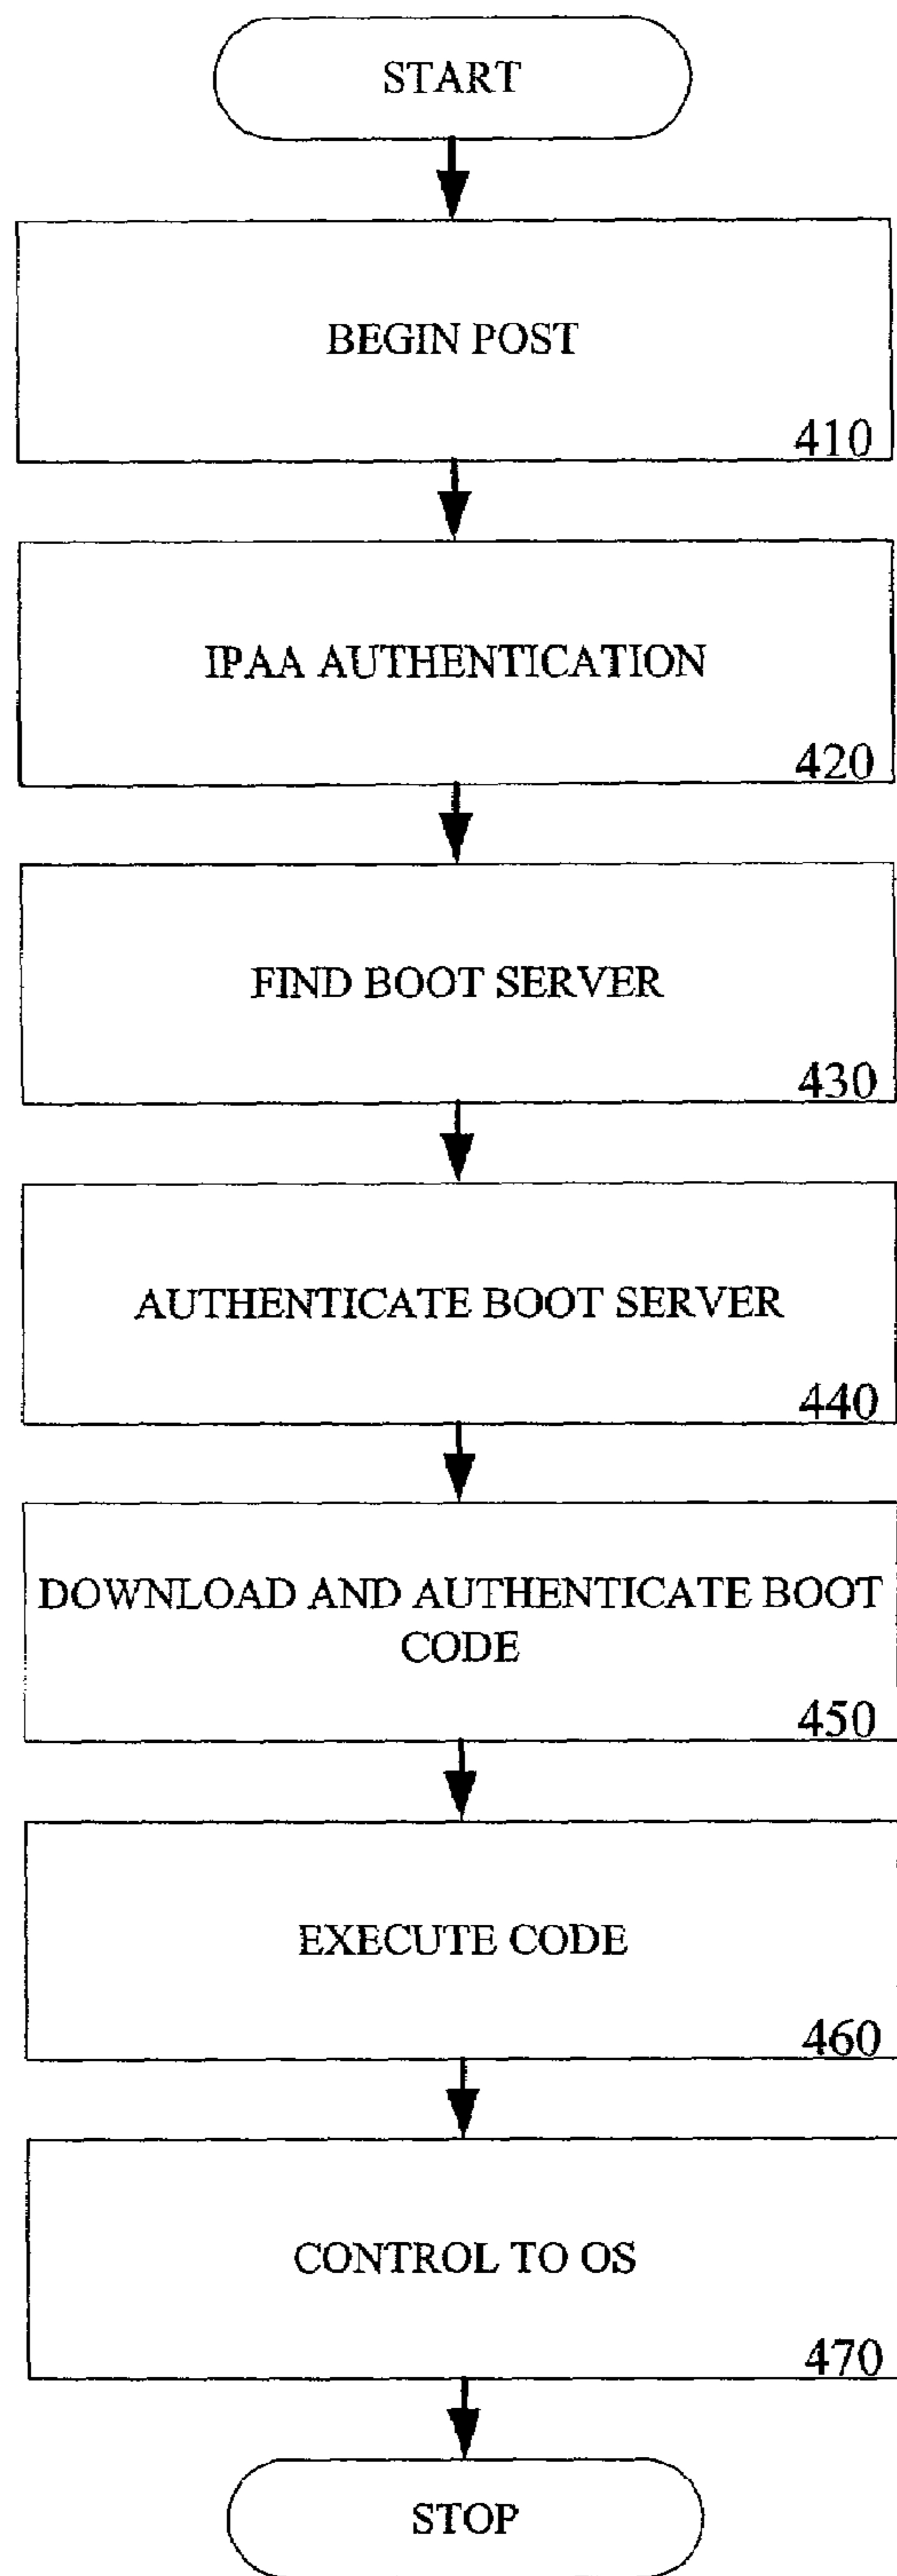 START
BEGIN POST
410
IPAA AUTHENTICATION
420
FIND BOOT SERVER
430
AUTHENTICATE BOOT SERVER
440
DOWNLOAD AND AUTHENTICATE BOOT
CODE
450
EXECUTE CODE
460
CONTROL TO OS
470
STOP